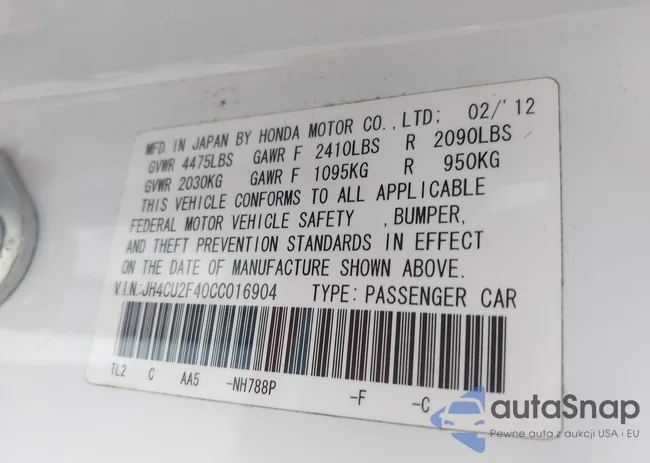 MFD. IN JAPAN BY HONDA MOTOR CO.,LTD; 02/'12
GVWR 4475LBS GAWR F 2410LBS R 2090LBS
GVWR 2030KG GAWR F 1095KG R 950KG
THIS VEHICLE CONFORMS TO ALL APPLICABLE
FEDERAL MOTOR VEHICLE SAFETY ,BUMPER,
AND THEFT PREVENTION STANDARDS IN EFFECT
ON THE DATE OF MANUFACTURE SHOWN ABOVE.
V.I.N:JH4CU2F40CC016904 TYPE: PASSENGER CAR
TL2 C AA5 -NH788P -F -C
autaSnap
Pewne auta z aukcji USA i EU